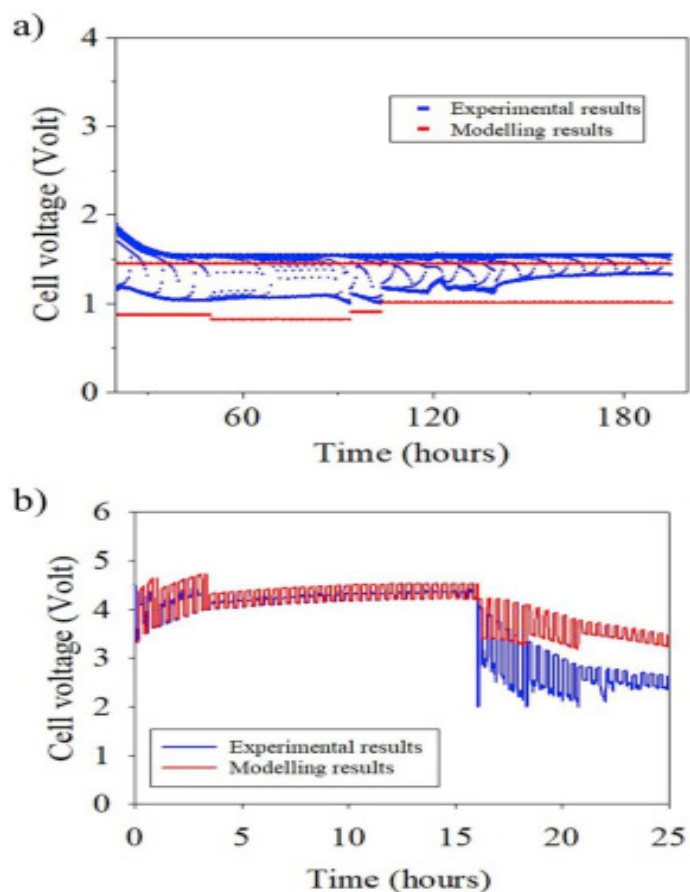 a)
4
3
2
1
0
Cell voltage (Volt)
Experimental results
Modelling results
60 120 180
Time (hours)
b)
6
5
4
3
2
1
0
Cell voltage (Volt)
Experimental results
Modelling results
0 5 10 15 20 25
Time (hours)